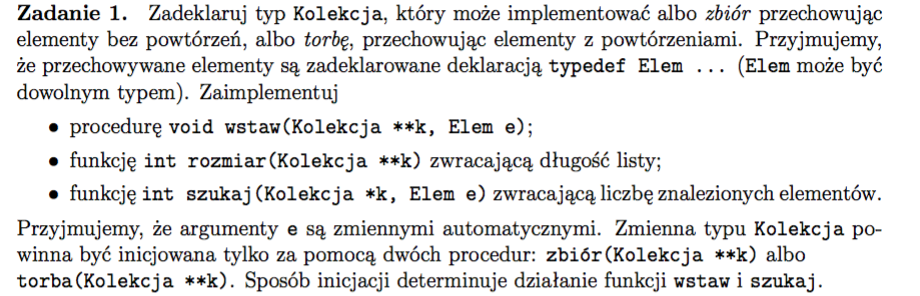 Zadanie 1. Zadeklaruj typ Kolekcja, który może implementować albo zbiór przechowując
elementy bez powtórzeń, albo torbę, przechowując elementy z powtórzeniami. Przyjmujemy,
że przechowywane elementy są zadeklarowane deklaracją typedef Elem ... (Elem może być
dowolnym typem). Zaimplementuj
• procedurę void wstaw(Kolekcja **k, Elem e);
• funkcję int rozmiar(Kolekcja **k) zwracającą długość listy;
• funkcję int szukaj(Kolekcja *k, Elem e) zwracającą liczbę znalezionych elementów.
Przyjmujemy, że argumenty e są zmiennymi automatycznymi. Zmienna typu Kolekcja po-
winna być inicjowana tylko za pomocą dwóch procedur: zbiór(Kolekcja **k) albo
torba(Kolekcja **k). Sposób inicjacji determinuje działanie funkcji wstaw i szukaj.